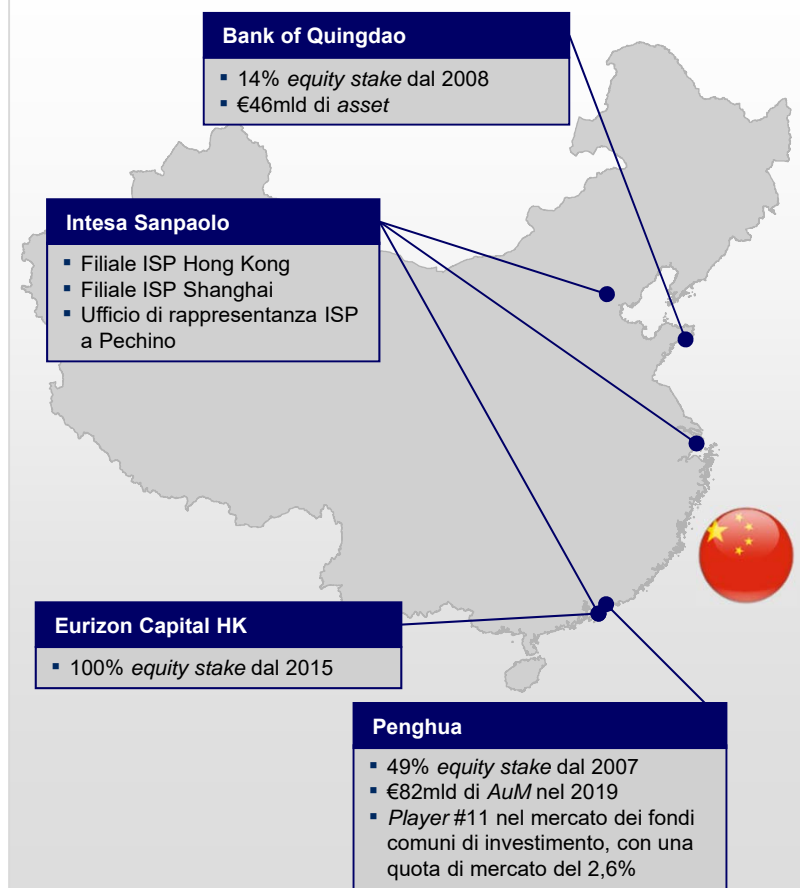 Bank of Quingdao
▪ 14% equity stake dal 2008
▪ €46mld di asset
Intesa Sanpaolo
▪ Filiale ISP Hong Kong
▪ Filiale ISP Shanghai
▪ Ufficio di rappresentanza ISP
a Pechino
Eurizon Capital HK
▪ 100% equity stake dal 2015
Penghua
▪ 49% equity stake dal 2007
▪ €82mld di AuM nel 2019
▪ Player #11 nel mercato dei fondi
comuni di investimento, con una
quota di mercato del 2,6%